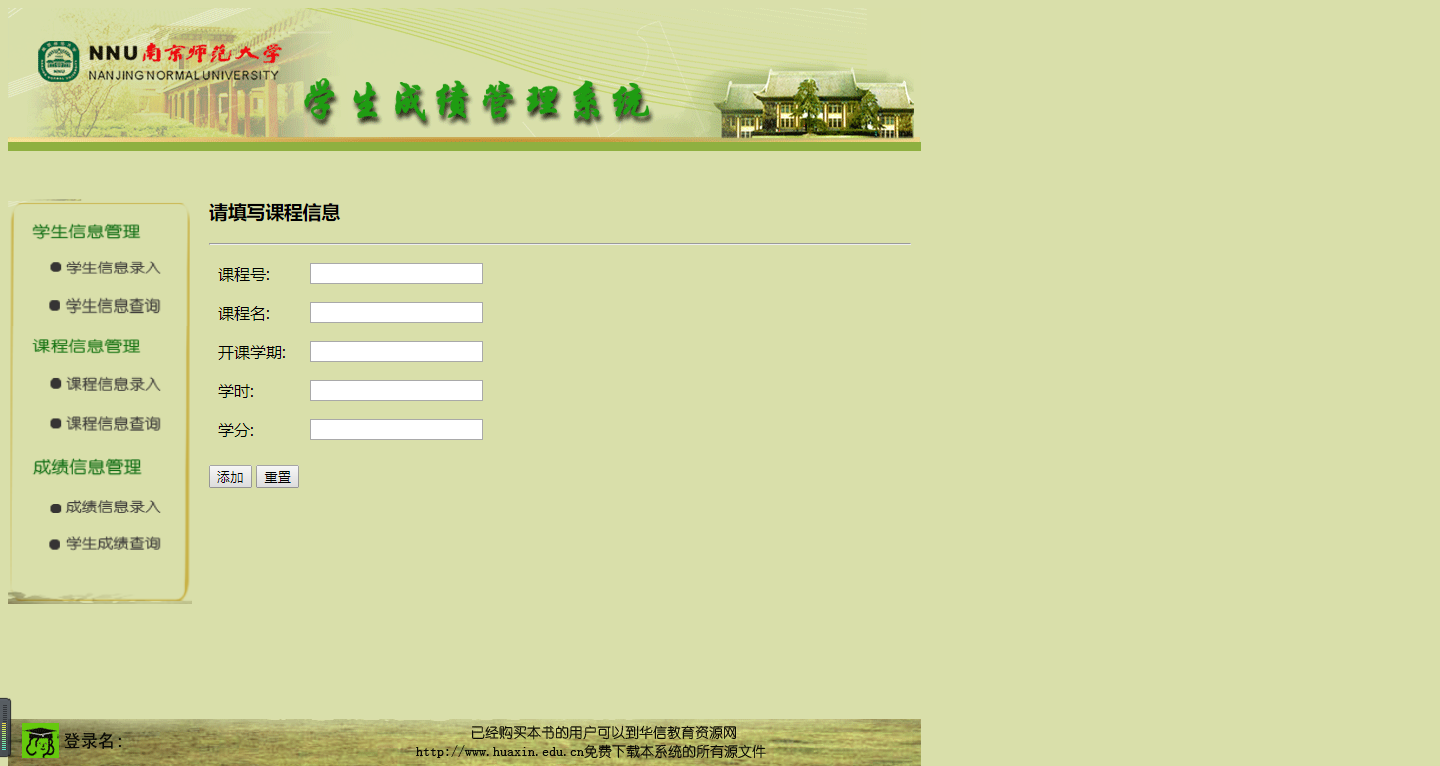 NNU南京师范大学
NANJING NORMAL UNIVERSITY
学生成绩管理系统
学生信息管理
学生信息录入
学生信息查询
课程信息管理
课程信息录入
课程信息查询
成绩信息管理
成绩信息录入
学生成绩查询
请填写课程信息
课程号:
课程名:
开课学期:
学时:
学分:
添加 重置
登录名:
已经购买本书的用户可以到华信教育资源网
http://www.huaxin.edu.cn免费下载本系统的所有源文件